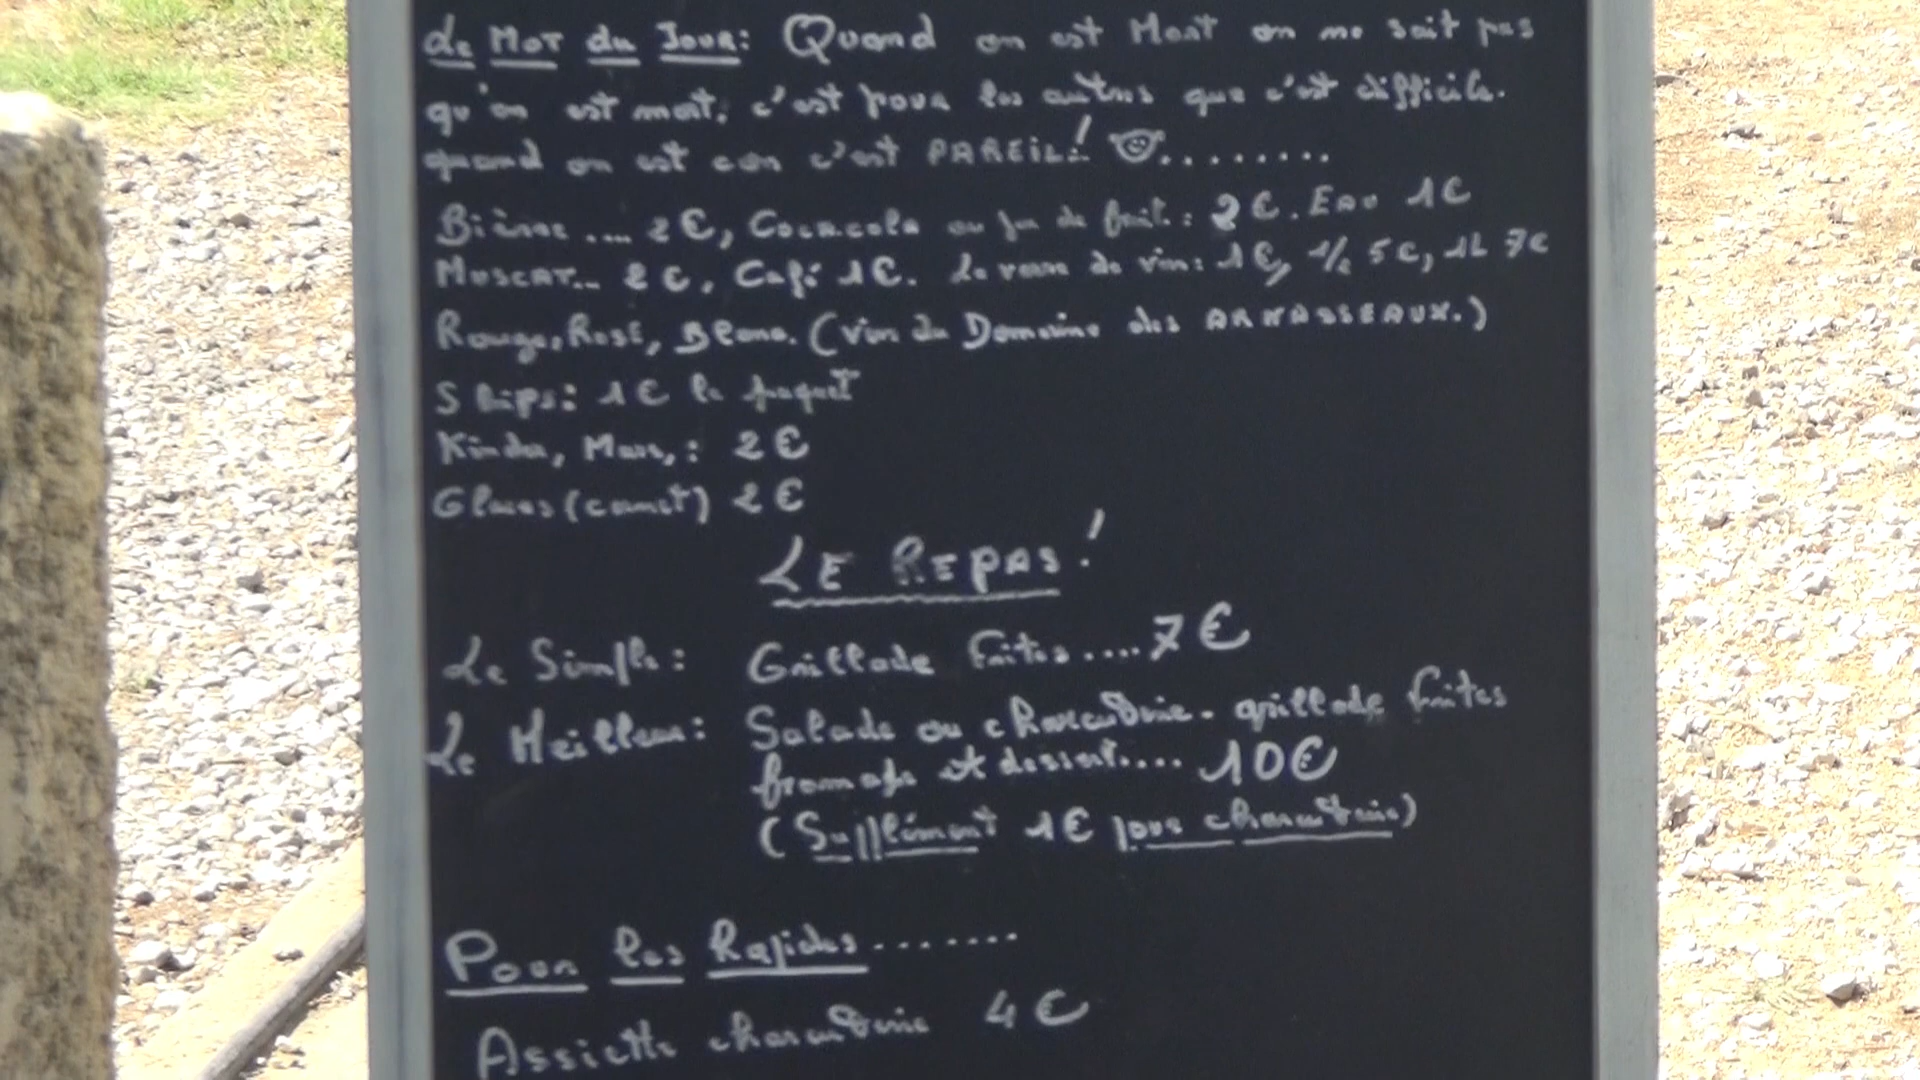 Le MOT du JOUR: Quand on est Mort on ne sait pas
qu'on est mort, c'est pour les autres que c'est difficile.
quand on est con c'est PAREIL!! ........
Bière .... 2€, Coca.cola ou jus de fruit. : 2€. EAU 1€
MUSCAT... 2€, Café 1€. Le verre de vin: 1€, 1/2 5€, 1L 7€
Rouge, Rosé, Blanc. (Vin du Domaine des ARNASSEAUX.)
Ships: 1€ le paquet
Kinder, Mars,: 2€
Glaces (cornet) 2€
LE REPAS!
Le Simple: Grillade frites....7€
Le Meilleur: Salade ou charcuterie - grillade frites
fromage et dessert.... 10€
(Supplément 1€ pour charcuterie)
Pour les Rapides .......
Assiette charcuterie 4€